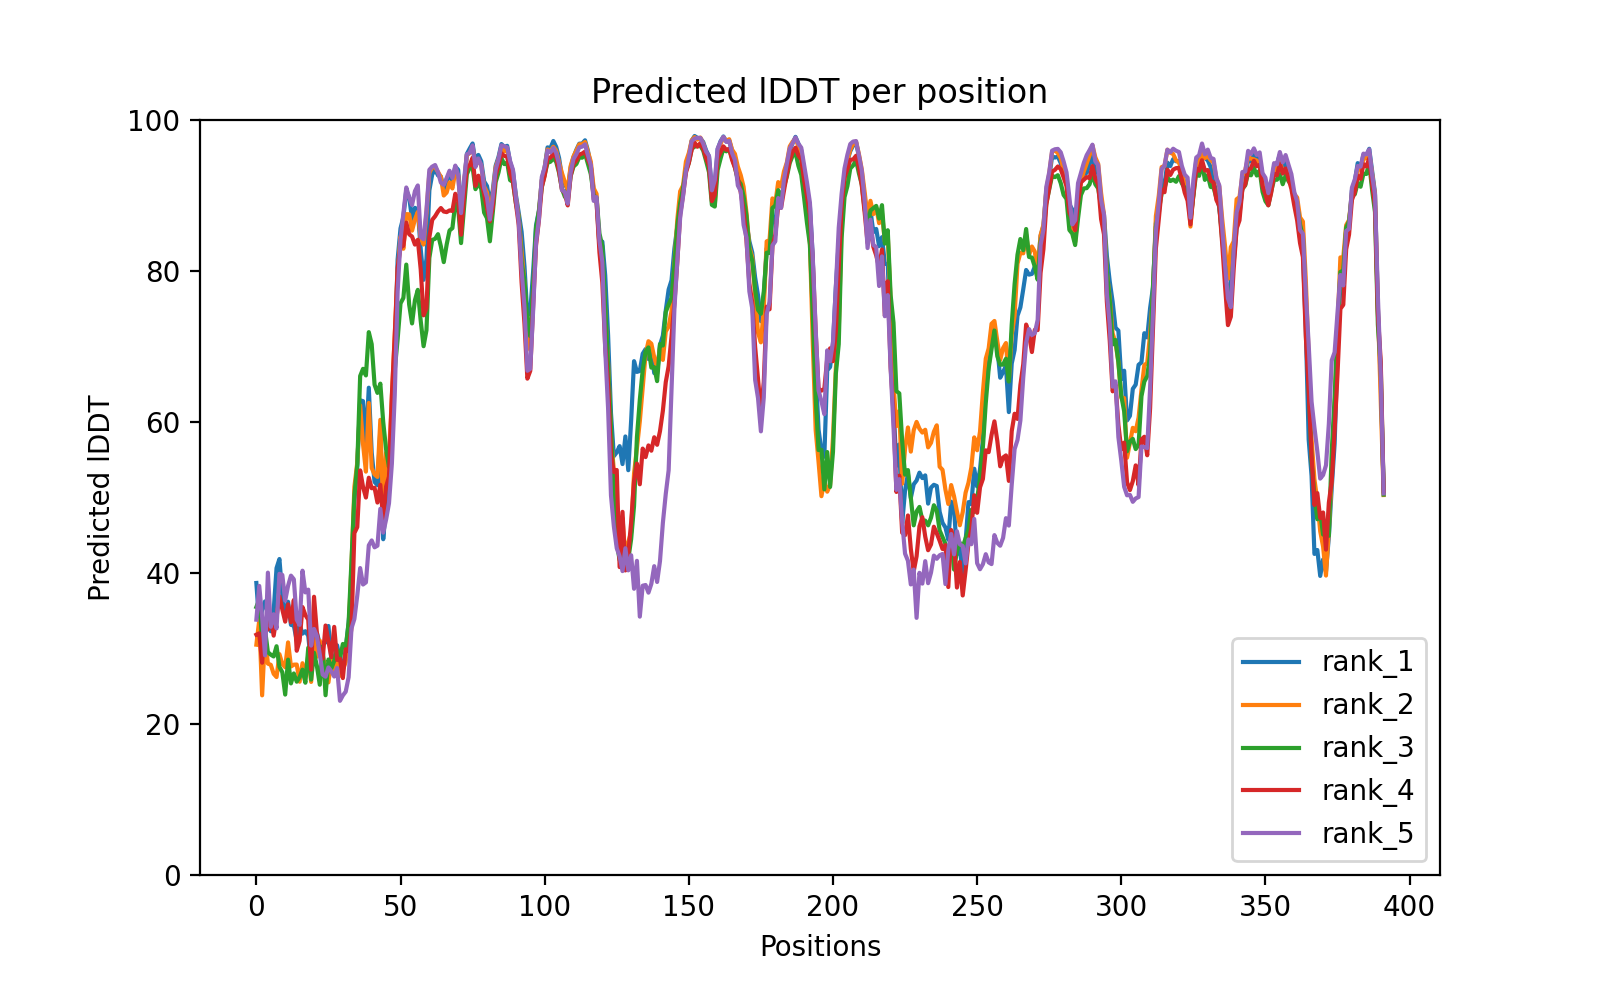 Predicted lDDT per position
Predicted lDDT
100
80
60
40
20
0
0 50 100 150 200 250 300 350 400
Positions
rank_1
rank_2
rank_3
rank_4
rank_5